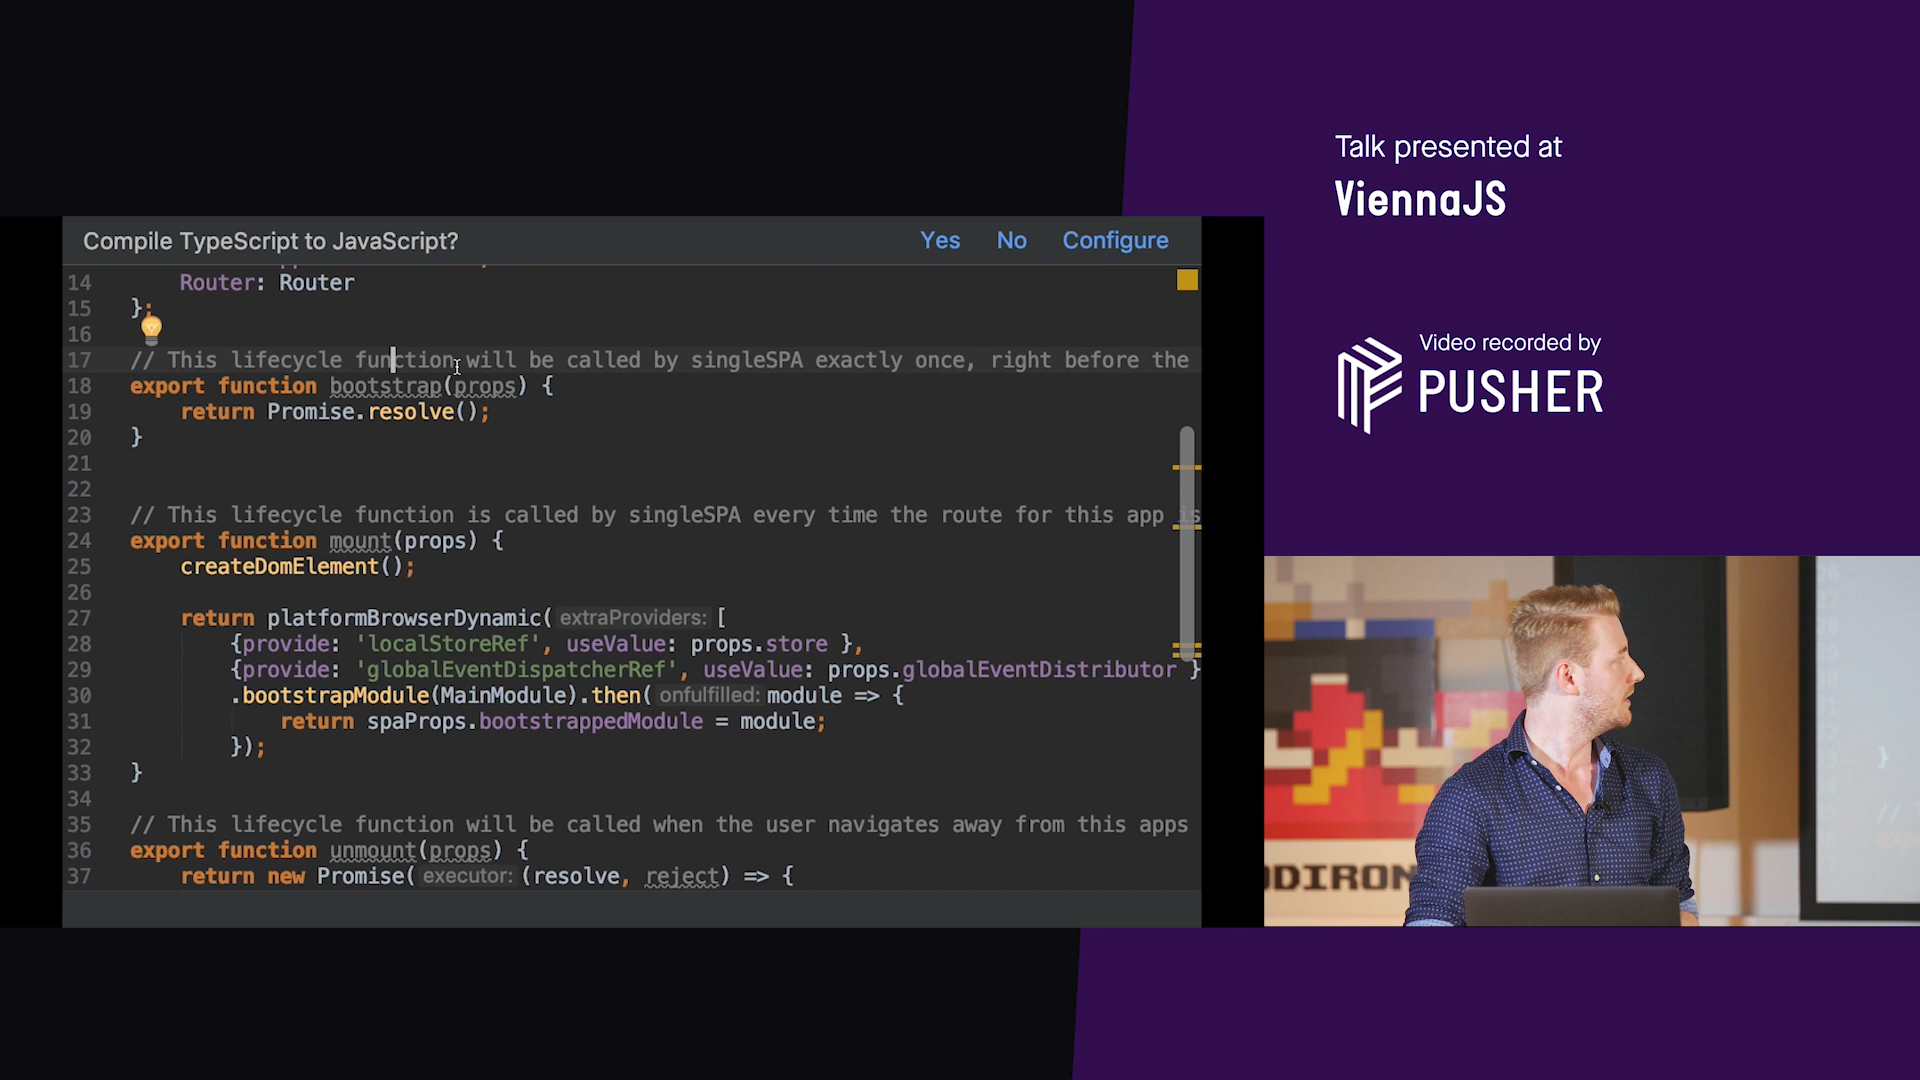 Talk presented at
ViennaJS
Video recorded by
PUSHER
Compile TypeScript to JavaScript?
Yes No Configure
14 Router: Router
15 };
16
17 // This lifecycle function will be called by singleSPA exactly once, right before the
18 export function bootstrap(props) {
19 return Promise.resolve();
20 }
21
22
23 // This lifecycle function is called by singleSPA every time the route for this app is
24 export function mount(props) {
25 createDomElement();
26
27 return platformBrowserDynamic( extraProviders: [
28 {provide: 'localStoreRef', useValue: props.store },
29 {provide: 'globalEventDispatcherRef', useValue: props.globalEventDistributor }
30 .bootstrapModule(MainModule).then( onfulfilled: module => {
31 return spaProps.bootstrappedModule = module;
32 });
33 }
34
35 // This lifecycle function will be called when the user navigates away from this apps
36 export function unmount(props) {
37 return new Promise( executor: (resolve, reject) => {